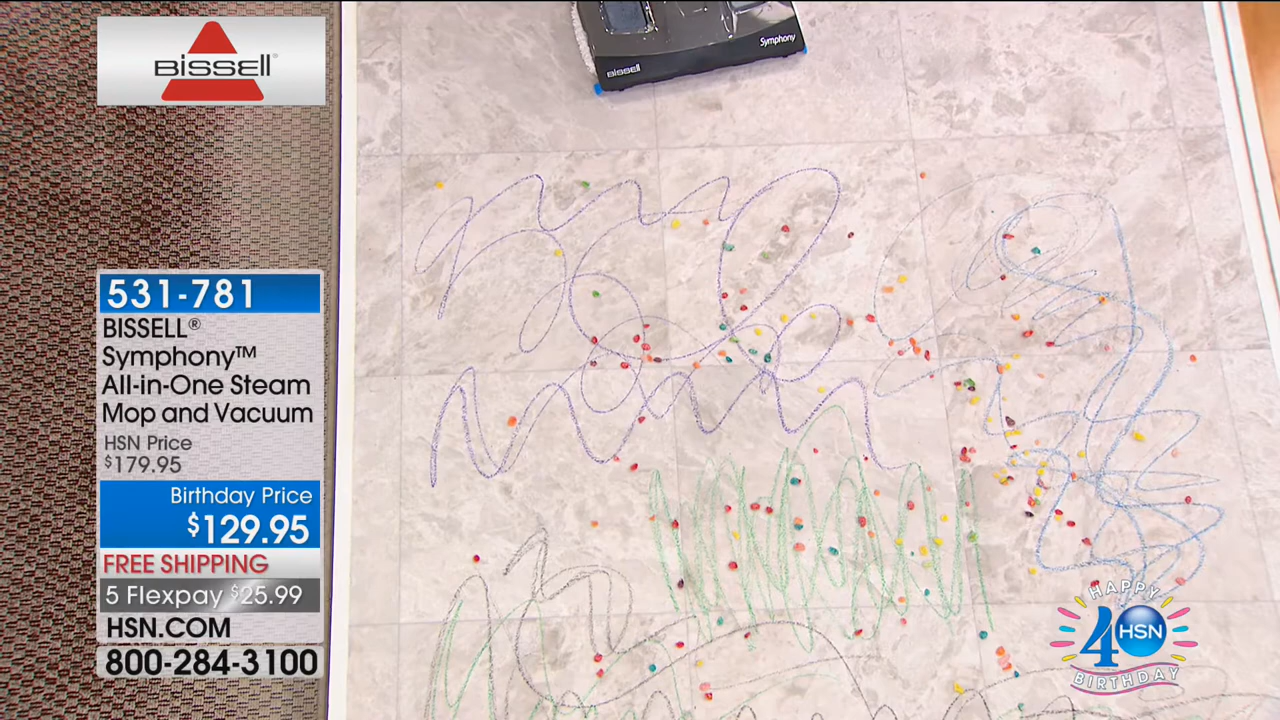 BISSELL®
531-781
BISSELL®
Symphony™
All-in-One Steam
Mop and Vacuum
HSN Price
$179.95
Birthday Price
$129.95
FREE SHIPPING
5 Flexpay $25.99
HSN.COM
800-284-3100
BISSELL
Symphony
HAPPY
40
HSN
BIRTHDAY